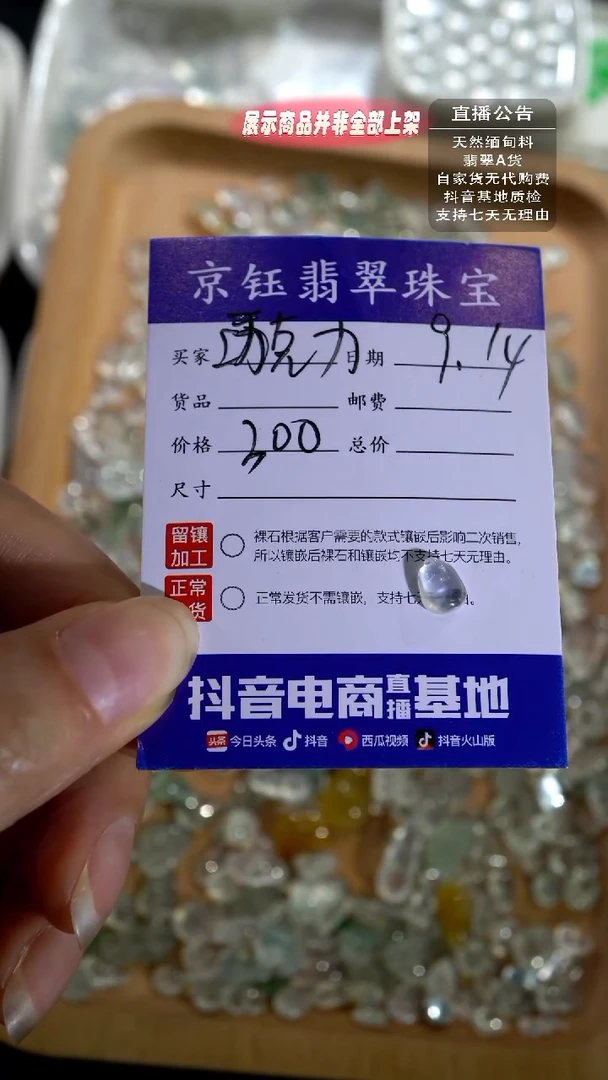 展示商品并非全部上架
直播公告
天然缅甸料
翡翠A货
自家货无代购费
抖音基地质检
支持七天无理由
京钰翡翠珠宝
买家 克力 日期 9.14
货品 邮费
价格 200 总价
尺寸
留镶
加工
裸石根据客户需要的款式镶嵌后影响二次销售，
所以镶嵌后裸石和镶嵌均不支持七天无理由。
正常
货
正常发货不需镶嵌，支持七
抖音电商直播基地
头条 今日头条 抖音 西瓜视频 抖音火山版